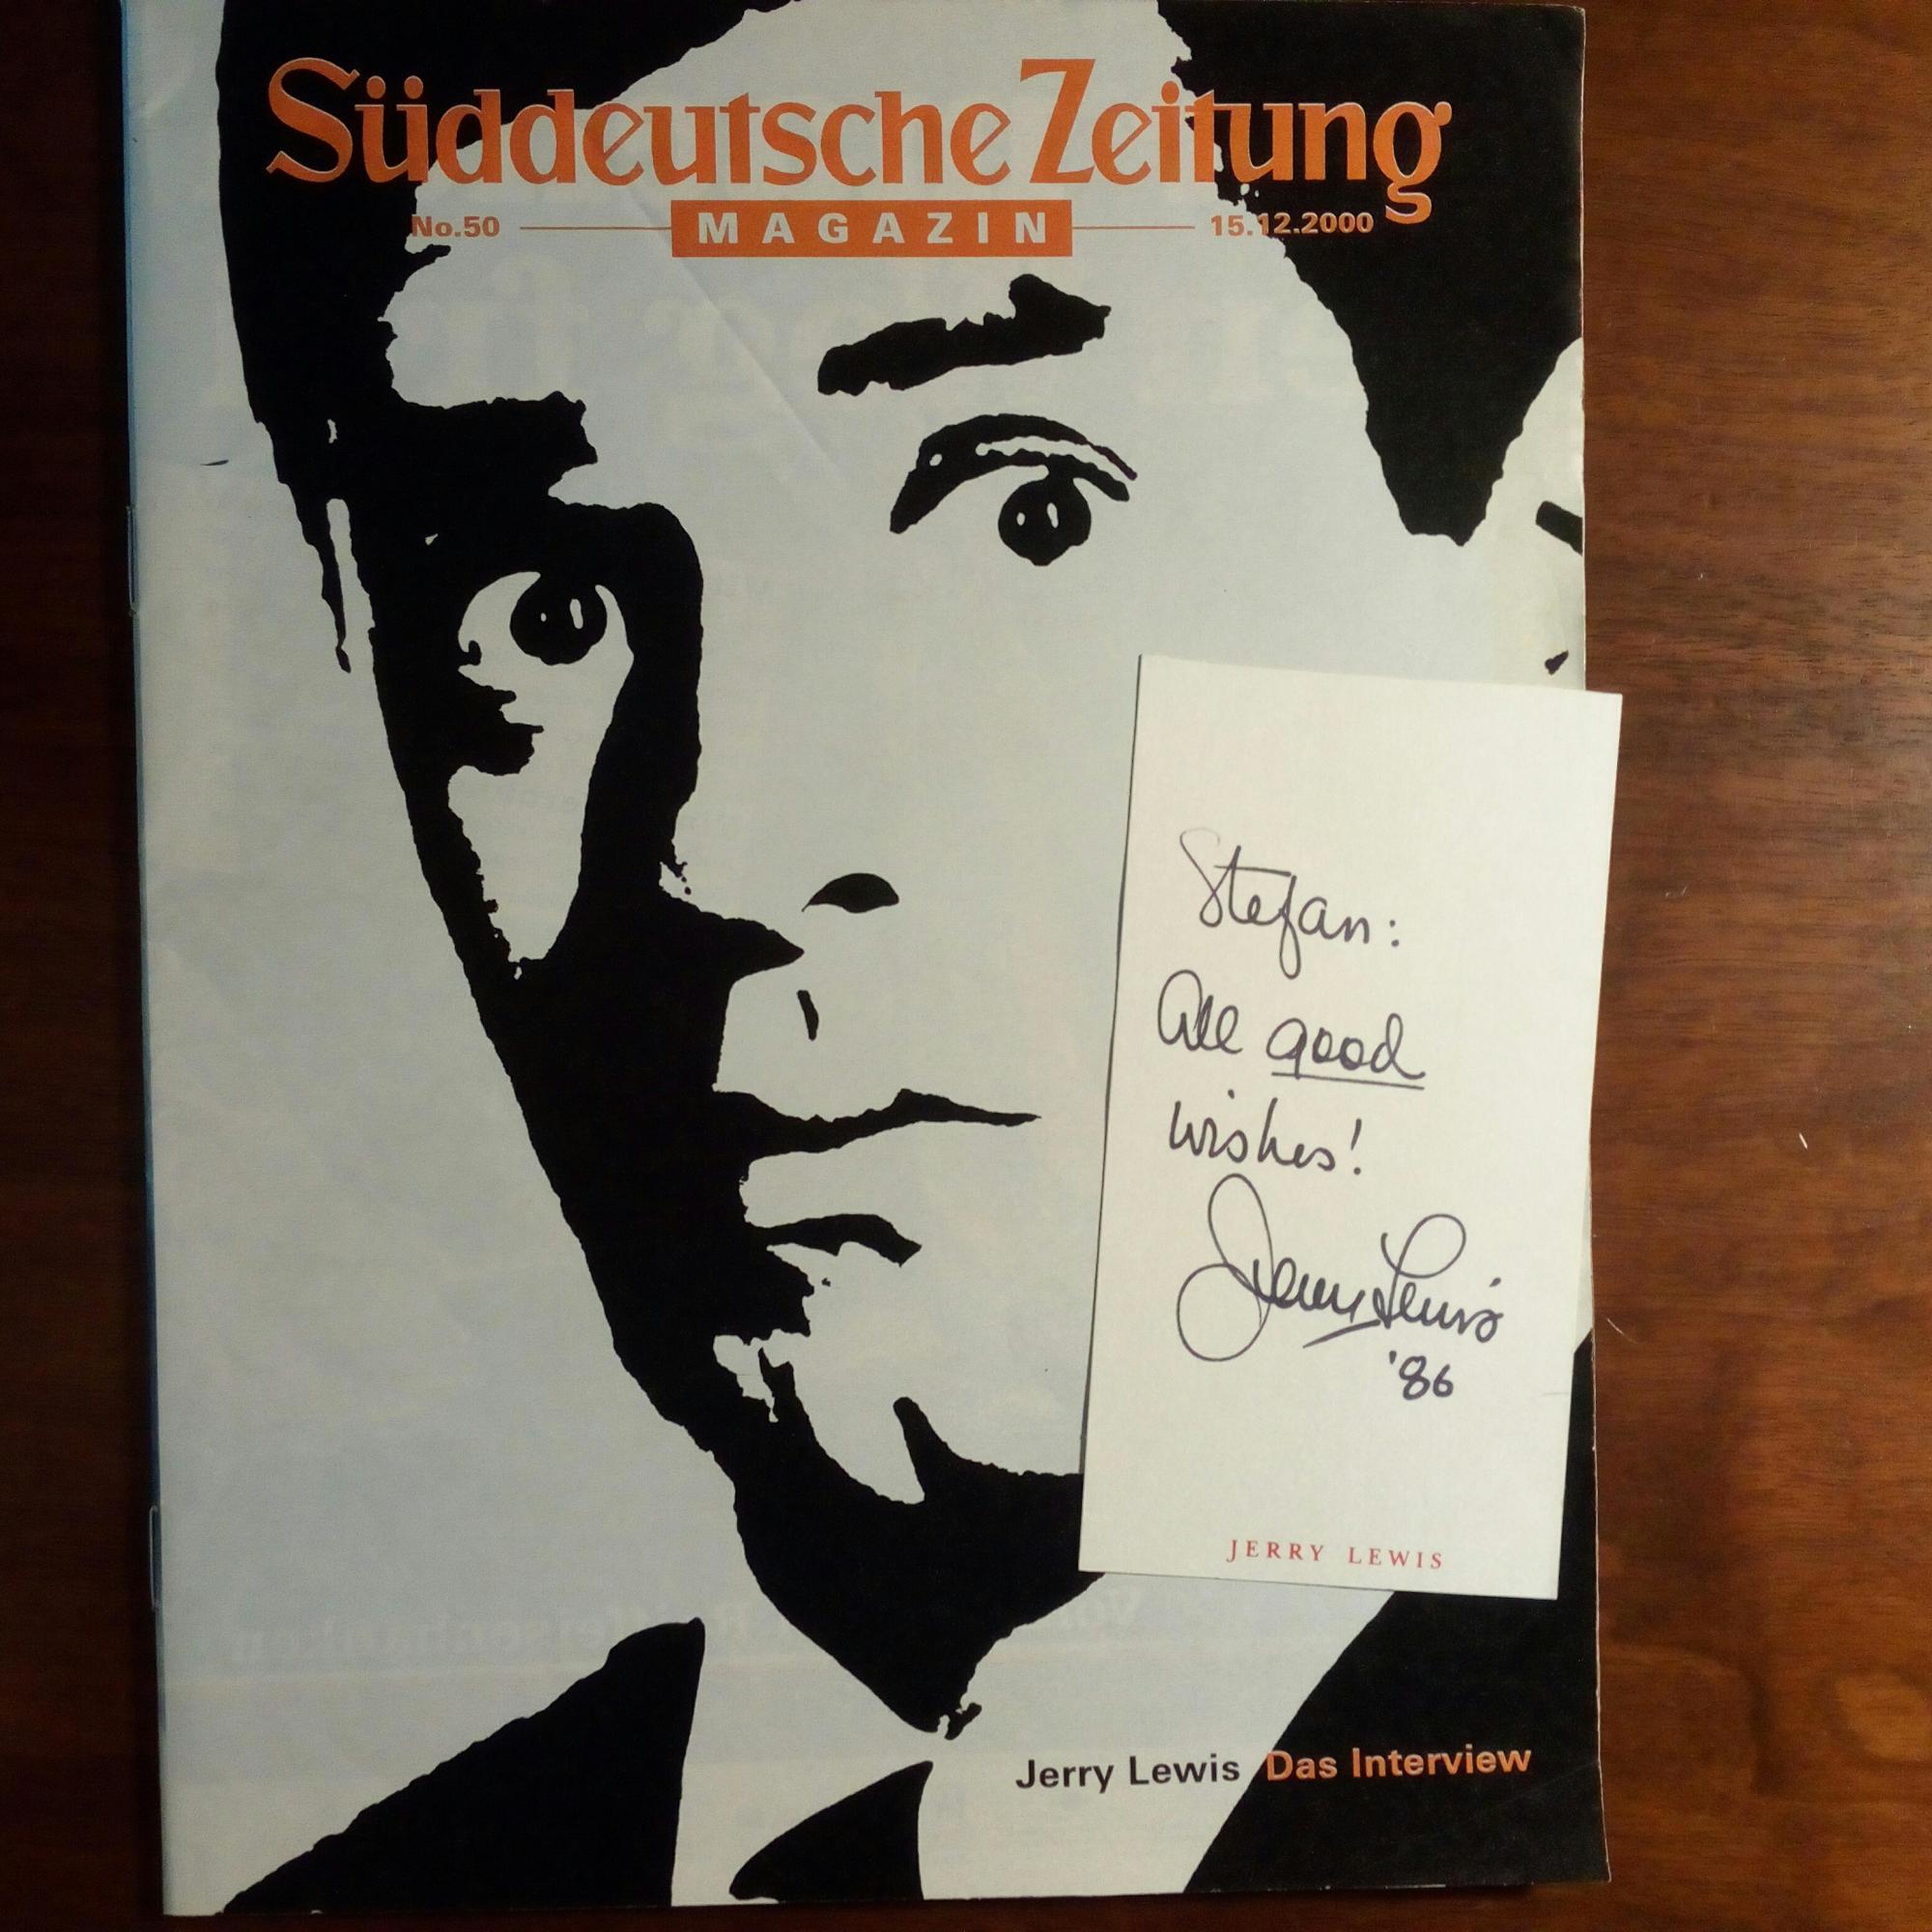 Süddeutsche Zeitung
No.50 MAGAZIN 15.12.2000
Stefan:
All good
wishes!
Jerry Lewis
'86
JERRY LEWIS
Jerry Lewis Das Interview